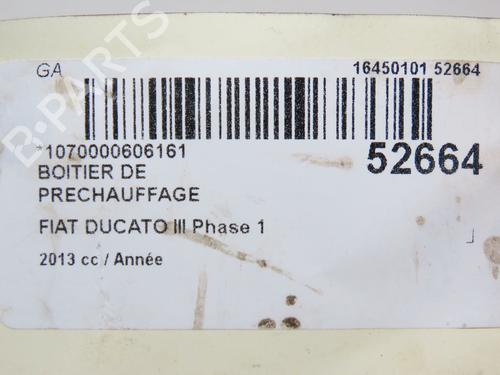 GA
16450101 52664
*1070000606161
52664
BOITIER DE
PRECHAUFFAGE
FIAT DUCATO III Phase 1
2013 cc / Année
B-PARTS